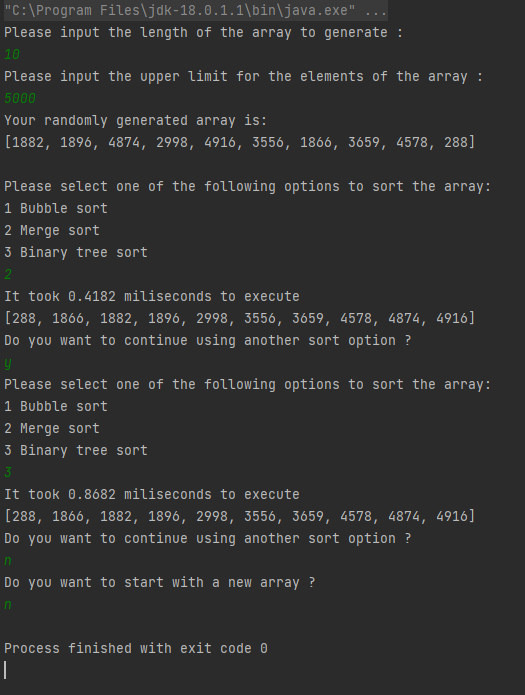 "C:\Program Files\jdk-18.0.1.1\bin\java.exe" ...
Please input the length of the array to generate :
10
Please input the upper limit for the elements of the array :
5000
Your randomly generated array is:
[1882, 1896, 4874, 2998, 4916, 3556, 1866, 3659, 4578, 288]
Please select one of the following options to sort the array:
1 Bubble sort
2 Merge sort
3 Binary tree sort
2
It took 0.4182 miliseconds to execute
[288, 1866, 1882, 1896, 2998, 3556, 3659, 4578, 4874, 4916]
Do you want to continue using another sort option ?
y
Please select one of the following options to sort the array:
1 Bubble sort
2 Merge sort
3 Binary tree sort
3
It took 0.8682 miliseconds to execute
[288, 1866, 1882, 1896, 2998, 3556, 3659, 4578, 4874, 4916]
Do you want to continue using another sort option ?
n
Do you want to start with a new array ?
n
Process finished with exit code 0